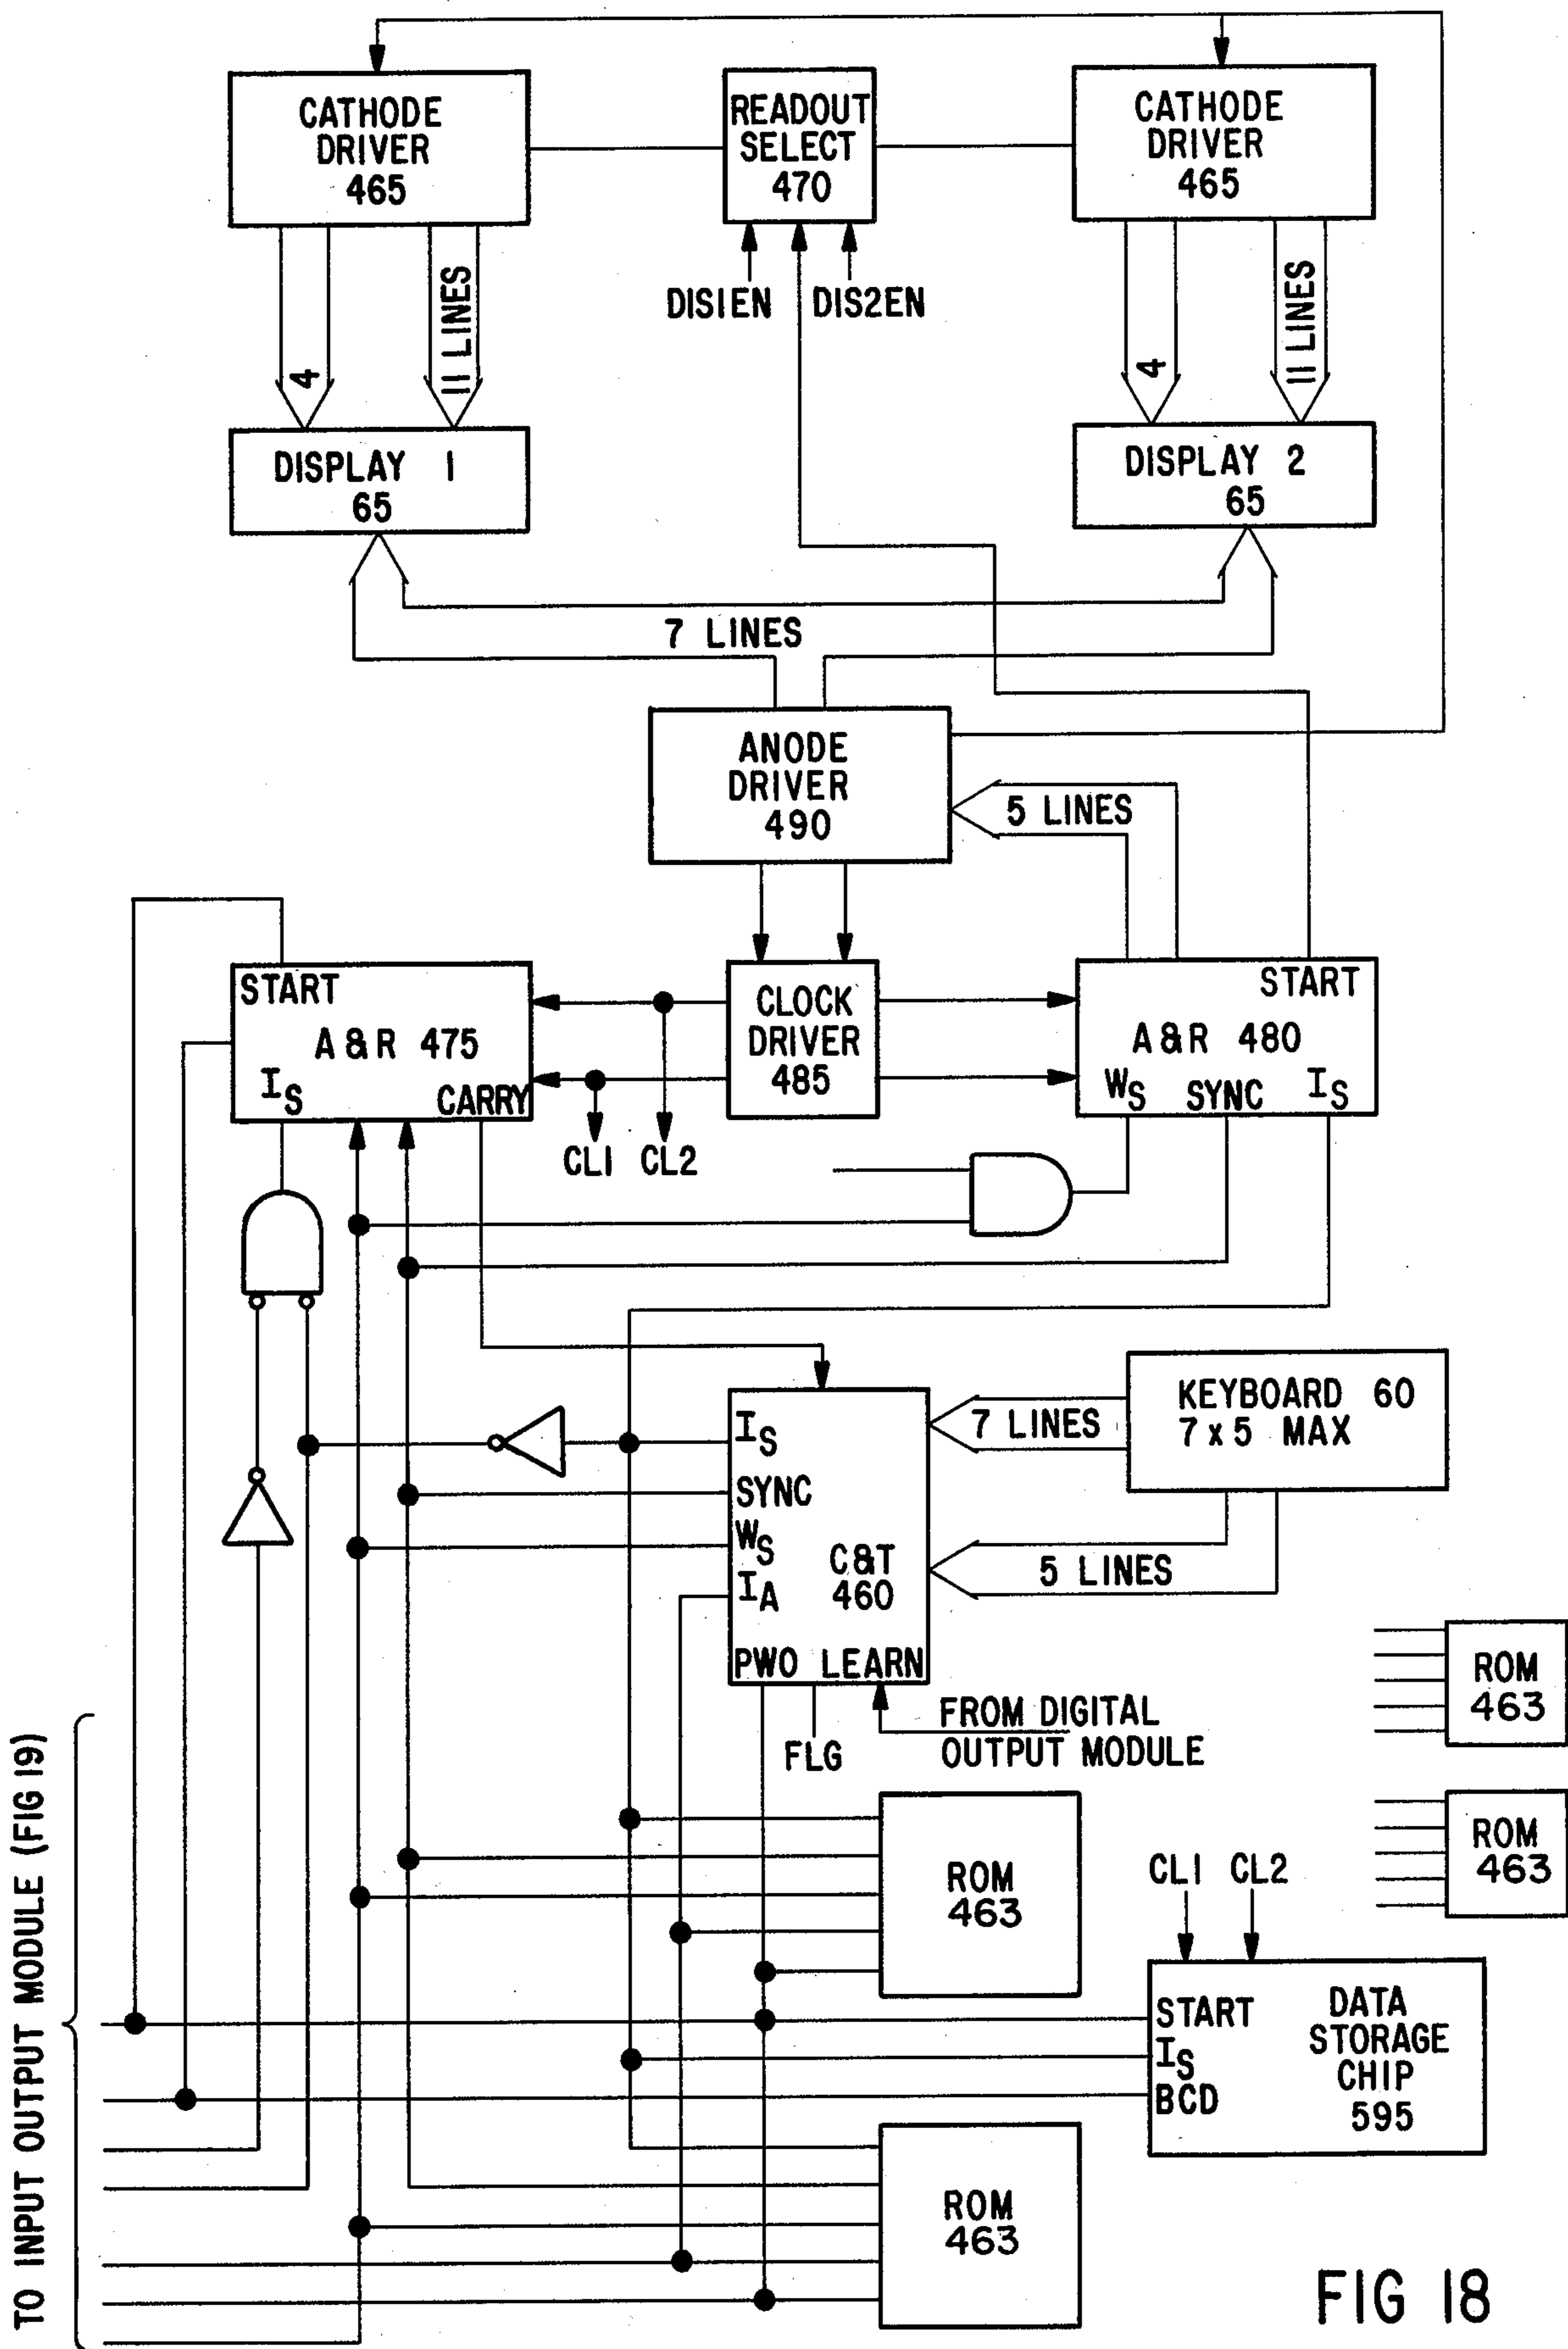 CATHODE
DRIVER
465
READOUT
SELECT
470
CATHODE
DRIVER
465
DIS1EN
DIS2EN
4
11 LINES
4
11 LINES
DISPLAY 1
65
DISPLAY 2
65
7 LINES
ANODE
DRIVER
490
5 LINES
START
A&R 475
IS
CARRY
CLOCK
DRIVER
485
START
A&R 480
WS
SYNC
IS
CL1
CL2
IS
SYNC
WS
IA
C&T
460
PWO
LEARN
7 LINES
KEYBOARD 60
7 x 5 MAX
5 LINES
FLG
FROM DIGITAL
OUTPUT MODULE
ROM
463
ROM
463
ROM
463
CL1
CL2
START
IS
BCD
DATA
STORAGE
CHIP
595
ROM
463
TO INPUT OUTPUT MODULE (FIG 19)
FIG 18